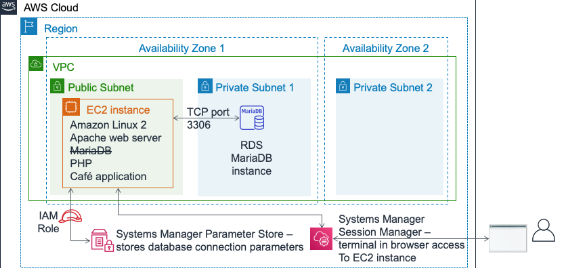 aws
AWS Cloud
Region
Availability Zone 1
Availability Zone 2
VPC
Public Subnet
Private Subnet 1
Private Subnet 2
EC2 instance
Amazon Linux 2
Apache web server
MariaDB
PHP
Café application
TCP port
3306
MariaDB
RDS
MariaDB
instance
IAM
Role
Systems Manager Parameter Store –
stores database connection parameters
Systems Manager
Session Manager –
terminal in browser access
To EC2 instance